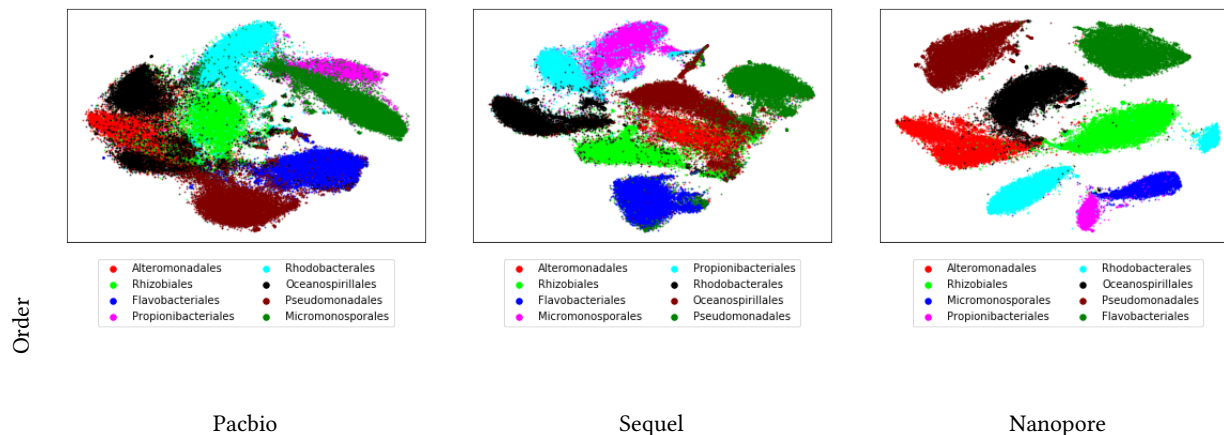 Alteromonadales Rhodobacterales
Rhizobiales Oceanospirillales
Flavobacteriales Pseudomonadales
Propionibacteriales Micromonosporales
Alteromonadales Propionibacteriales
Rhizobiales Rhodobacterales
Flavobacteriales Oceanospirillales
Micromonosporales Pseudomonadales
Alteromonadales Rhodobacterales
Rhizobiales Oceanospirillales
Micromonosporales Pseudomonadales
Propionibacteriales Flavobacteriales
Order
Pacbio Sequel Nanopore